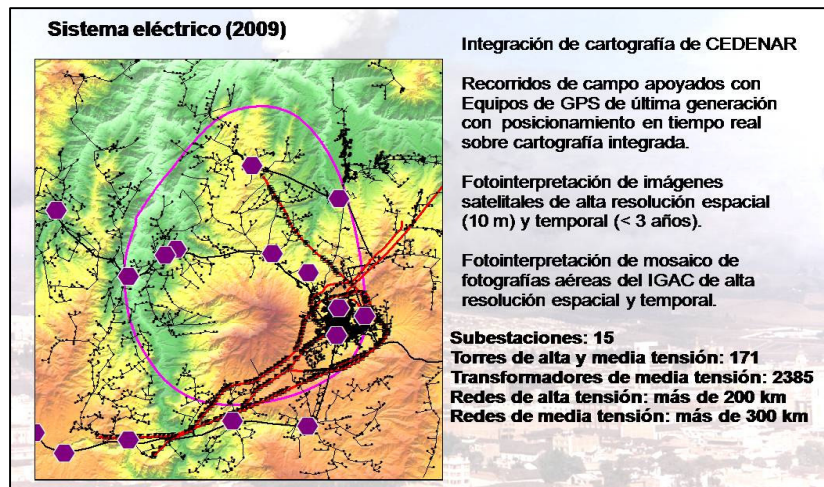 Sistema eléctrico (2009)
Integración de cartografía de CEDENAR
Recorridos de campo apoyados con
Equipos de GPS de última generación
con posicionamiento en tiempo real
sobre cartografía integrada.
Fotointerpretación de imágenes
satelitales de alta resolución espacial
(10 m) y temporal (< 3 años).
Fotointerpretación de mosaico de
fotografías aéreas del IGAC de alta
resolución espacial y temporal.
Subestaciones: 15
Torres de alta y media tensión: 171
Transformadores de media tensión: 2385
Redes de alta tensión: más de 200 km
Redes de media tensión: más de 300 km